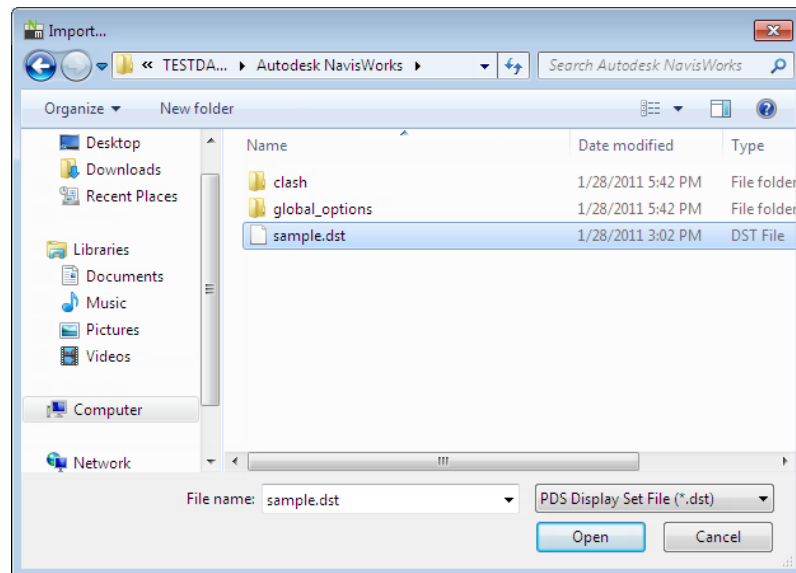 Import...
« TESTDA... ▸ Autodesk NavisWorks ▸ Search Autodesk NavisWorks
Organize New folder
Desktop
Downloads
Recent Places
Libraries
Documents
Music
Pictures
Videos
Computer
Network
Name Date modified Type
clash 1/28/2011 5:42 PM File folder
global_options 1/28/2011 5:42 PM File folder
sample.dst 1/28/2011 3:02 PM DST File
File name: sample.dst PDS Display Set File (*.dst)
Open Cancel